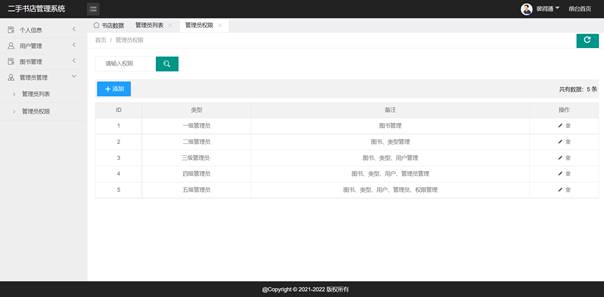 二手书店管理系统
前台首页
个人信息
用户管理
图书管理
管理员管理
管理员列表
管理员权限
书店数据 管理员列表 × 管理员权限 ×
首页 / 管理员权限
请输入权限
+ 添加
共有数据：5 条
ID 类型 备注 操作
1 一级管理员 图书管理
2 二级管理员 图书、类型管理
3 三级管理员 图书、类型、用户管理
4 四级管理员 图书、类型、用户、管理员管理
5 五级管理员 图书、类型、用户、管理员、权限管理
@Copyright © 2021-2022 版权所有